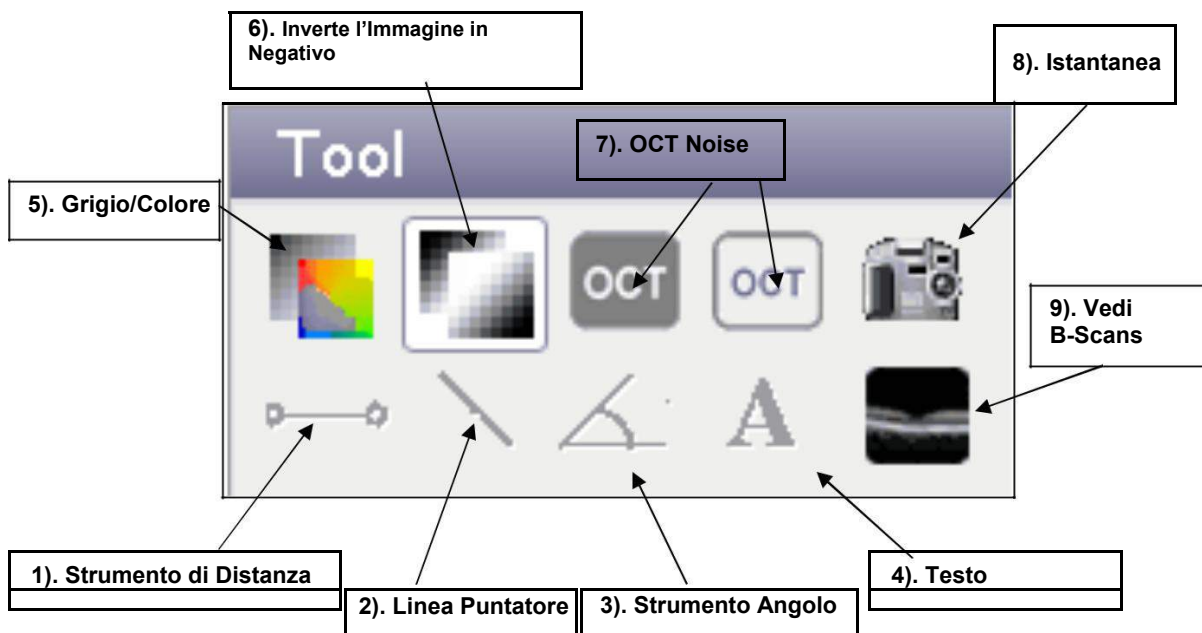 6). Inverte l’Immagine in
Negativo
8). Istantanea
Tool
7). OCT Noise
5). Grigio/Colore
OCT
OCT
9). Vedi
B-Scans
A
1). Strumento di Distanza
2). Linea Puntatore
3). Strumento Angolo
4). Testo